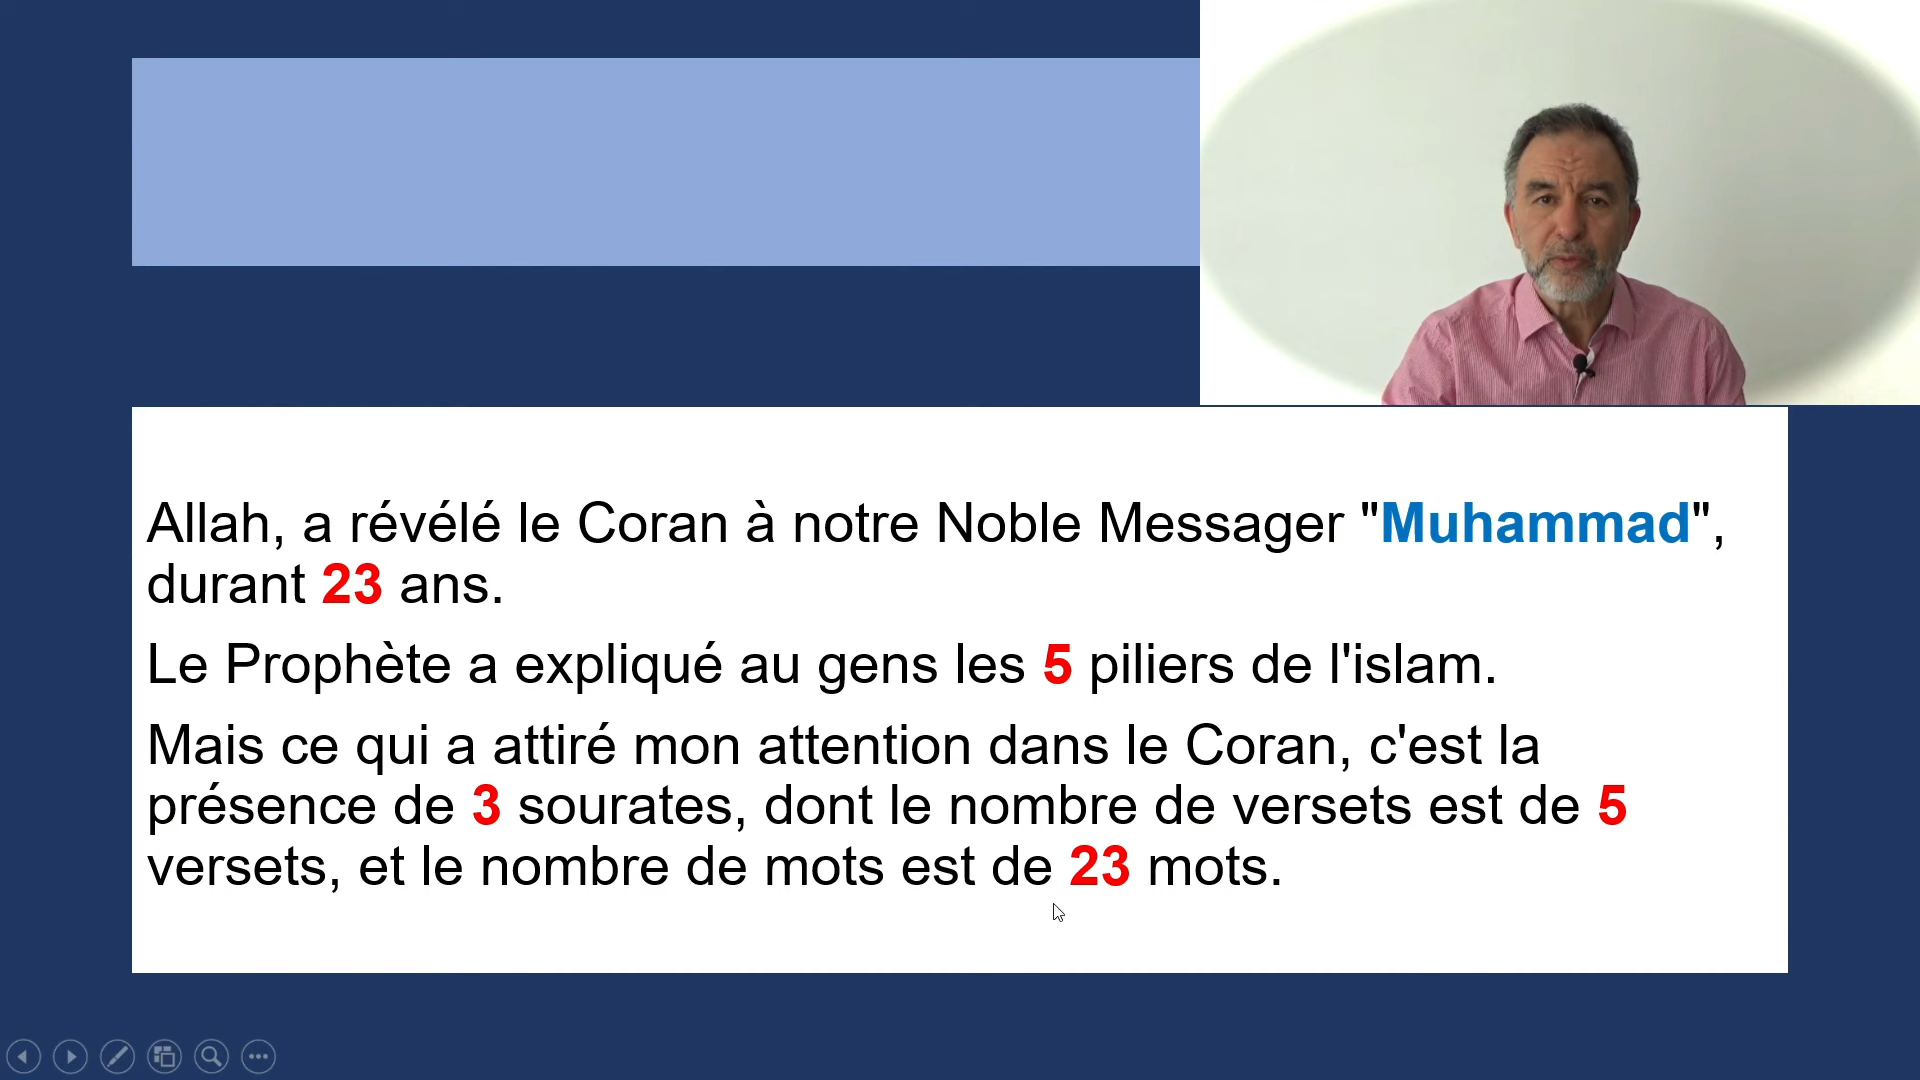 Allah, a révélé le Coran à notre Noble Messager "Muhammad",
durant 23 ans.
Le Prophète a expliqué au gens les 5 piliers de l'islam.
Mais ce qui a attiré mon attention dans le Coran, c'est la
présence de 3 sourates, dont le nombre de versets est de 5
versets, et le nombre de mots est de 23 mots.